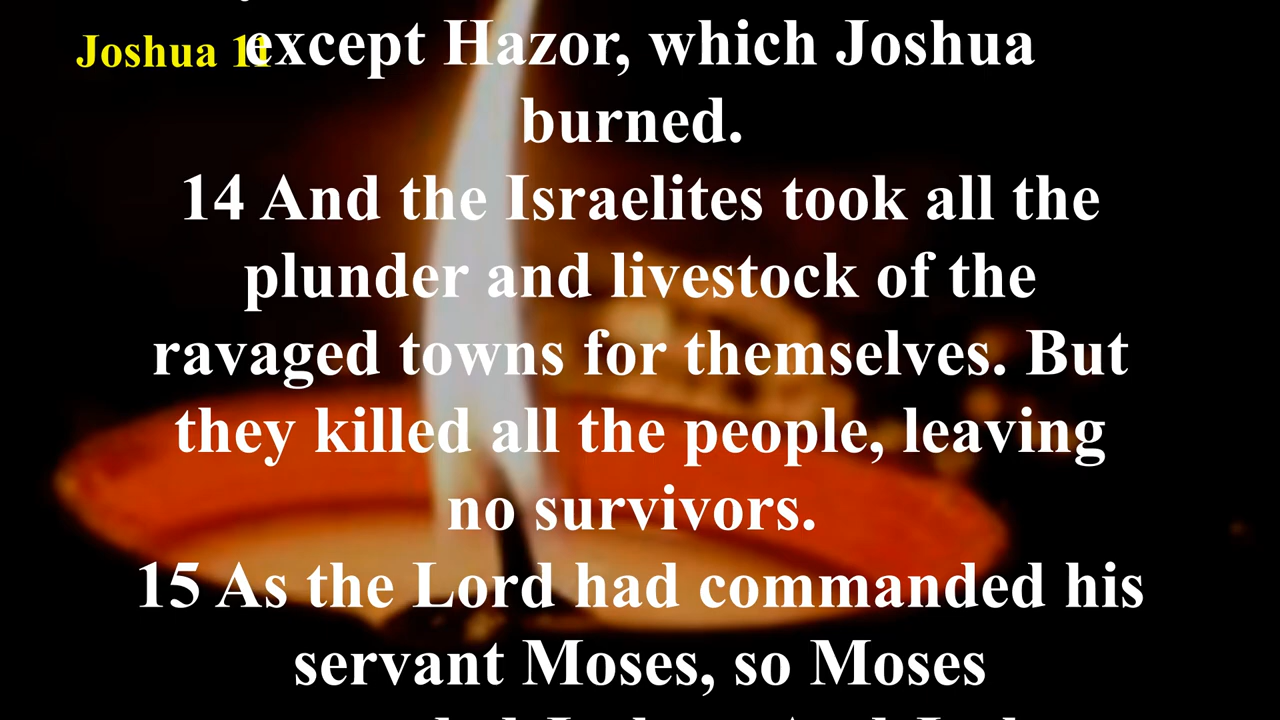 Joshua 11
except Hazor, which Joshua
burned.
14 And the Israelites took all the
plunder and livestock of the
ravaged towns for themselves. But
they killed all the people, leaving
no survivors.
15 As the Lord had commanded his
servant Moses, so Moses